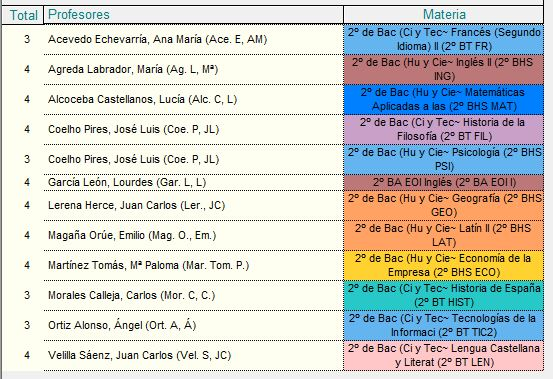 Total Profesores Materia
3 Acevedo Echevarría, Ana María (Ace. E, AM) 2º de Bac (Ci y Tec~ Francés (Segundo
Idioma) II (2º BT FR)
4 Agreda Labrador, María (Ag. L, Mª) 2º de Bac (Hu y Cie~ Inglés II (2º BHS
ING)
4 Alcoceba Castellanos, Lucía (Alc. C, L) 2º de Bac (Hu y Cie~ Matemáticas
Aplicadas a las (2º BHS MAT)
4 Coelho Pires, José Luis (Coe. P, JL) 2º de Bac (Ci y Tec~ Historia de la
Filosofía (2º BT FIL)
3 Coelho Pires, José Luis (Coe. P, JL) 2º de Bac (Hu y Cie~ Psicología (2º BHS
PSI)
4 García León, Lourdes (Gar. L, L) 2º BA EOI Inglés (2º BA EOI I)
4 Lerena Herce, Juan Carlos (Ler., JC) 2º de Bac (Hu y Cie~ Geografía (2º BHS
GEO)
4 Magaña Orúe, Emilio (Mag. O., Em.) 2º de Bac (Hu y Cie~ Latín II (2º BHS
LAT)
4 Martínez Tomás, Mª Paloma (Mar. Tom. P.) 2º de Bac (Hu y Cie~ Economía de la
Empresa (2º BHS ECO)
3 Morales Calleja, Carlos (Mor. C, C.) 2º de Bac (Ci y Tec~ Historia de España
(2º BT HIST)
3 Ortiz Alonso, Ángel (Ort. A, Á) 2º de Bac (Ci y Tec~ Tecnologías de la
Informaci (2º BT TIC2)
4 Velilla Sáenz, Juan Carlos (Vel. S, JC) 2º de Bac (Ci y Tec~ Lengua Castellana
y Literat (2º BT LEN)